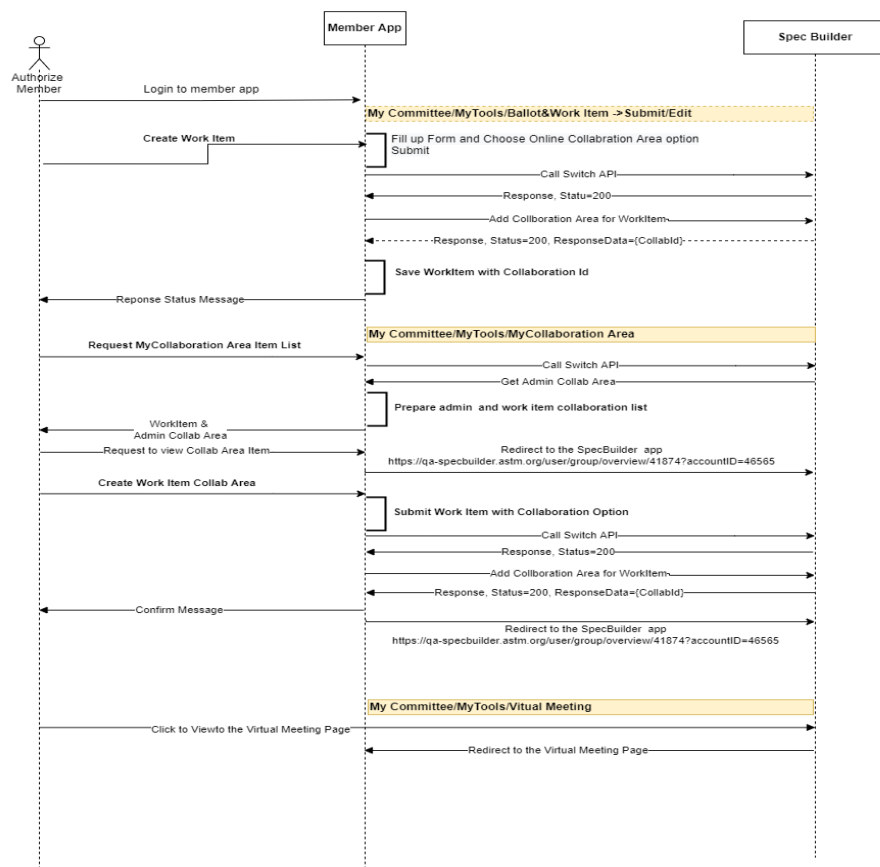 Member App
Spec Builder
Authorize
Member
Login to member app
My Committee/MyTools/Ballot&Work Item ->Submit/Edit
Create Work Item
Fill up Form and Choose Online Collabration Area option
Submit
Call Switch API
Response, Statu=200
Add Collboration Area for WorkItem
Response, Status=200, ResponseData={CollabId}
Save WorkItem with Collaboration Id
Reponse Status Message
My Committee/MyTools/MyCollaboration Area
Request MyCollaboration Area Item List
Call Switch API
Get Admin Collab Area
Prepare admin and work item collaboration list
WorkItem &
Admin Collab Area
Request to view Collab Area Item
Redirect to the SpecBuilder app
https://qa-specbuilder.astm.org/user/group/overview/41874?accountID=46565
Create Work Item Collab Area
Submit Work Item with Collaboration Option
Call Switch API
Response, Status=200
Add Collboration Area for WorkItem
Response, Status=200, ResponseData={CollabId}
Confirm Message
Redirect to the SpecBuilder app
https://qa-specbuilder.astm.org/user/group/overview/41874?accountID=46565
My Committee/MyTools/Vitual Meeting
Click to Viewto the Virtual Meeting Page
Redirect to the Virtual Meeting Page